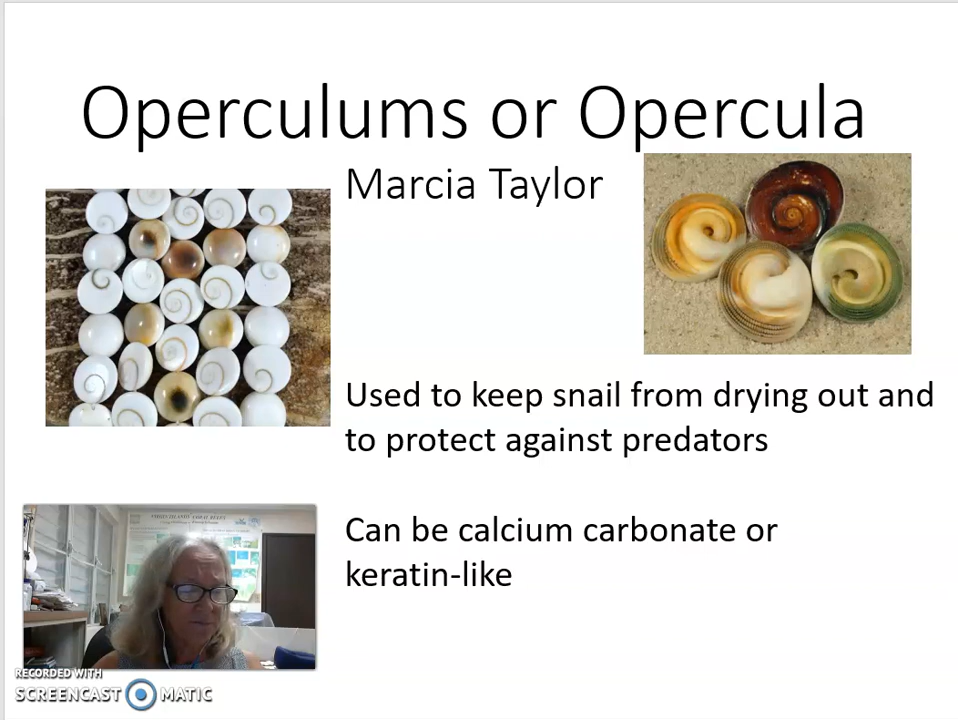 Operculums or Opercula
Marcia Taylor
Used to keep snail from drying out and
to protect against predators
Can be calcium carbonate or
keratin-like
RECORDED WITH
SCREENCAST MATIC